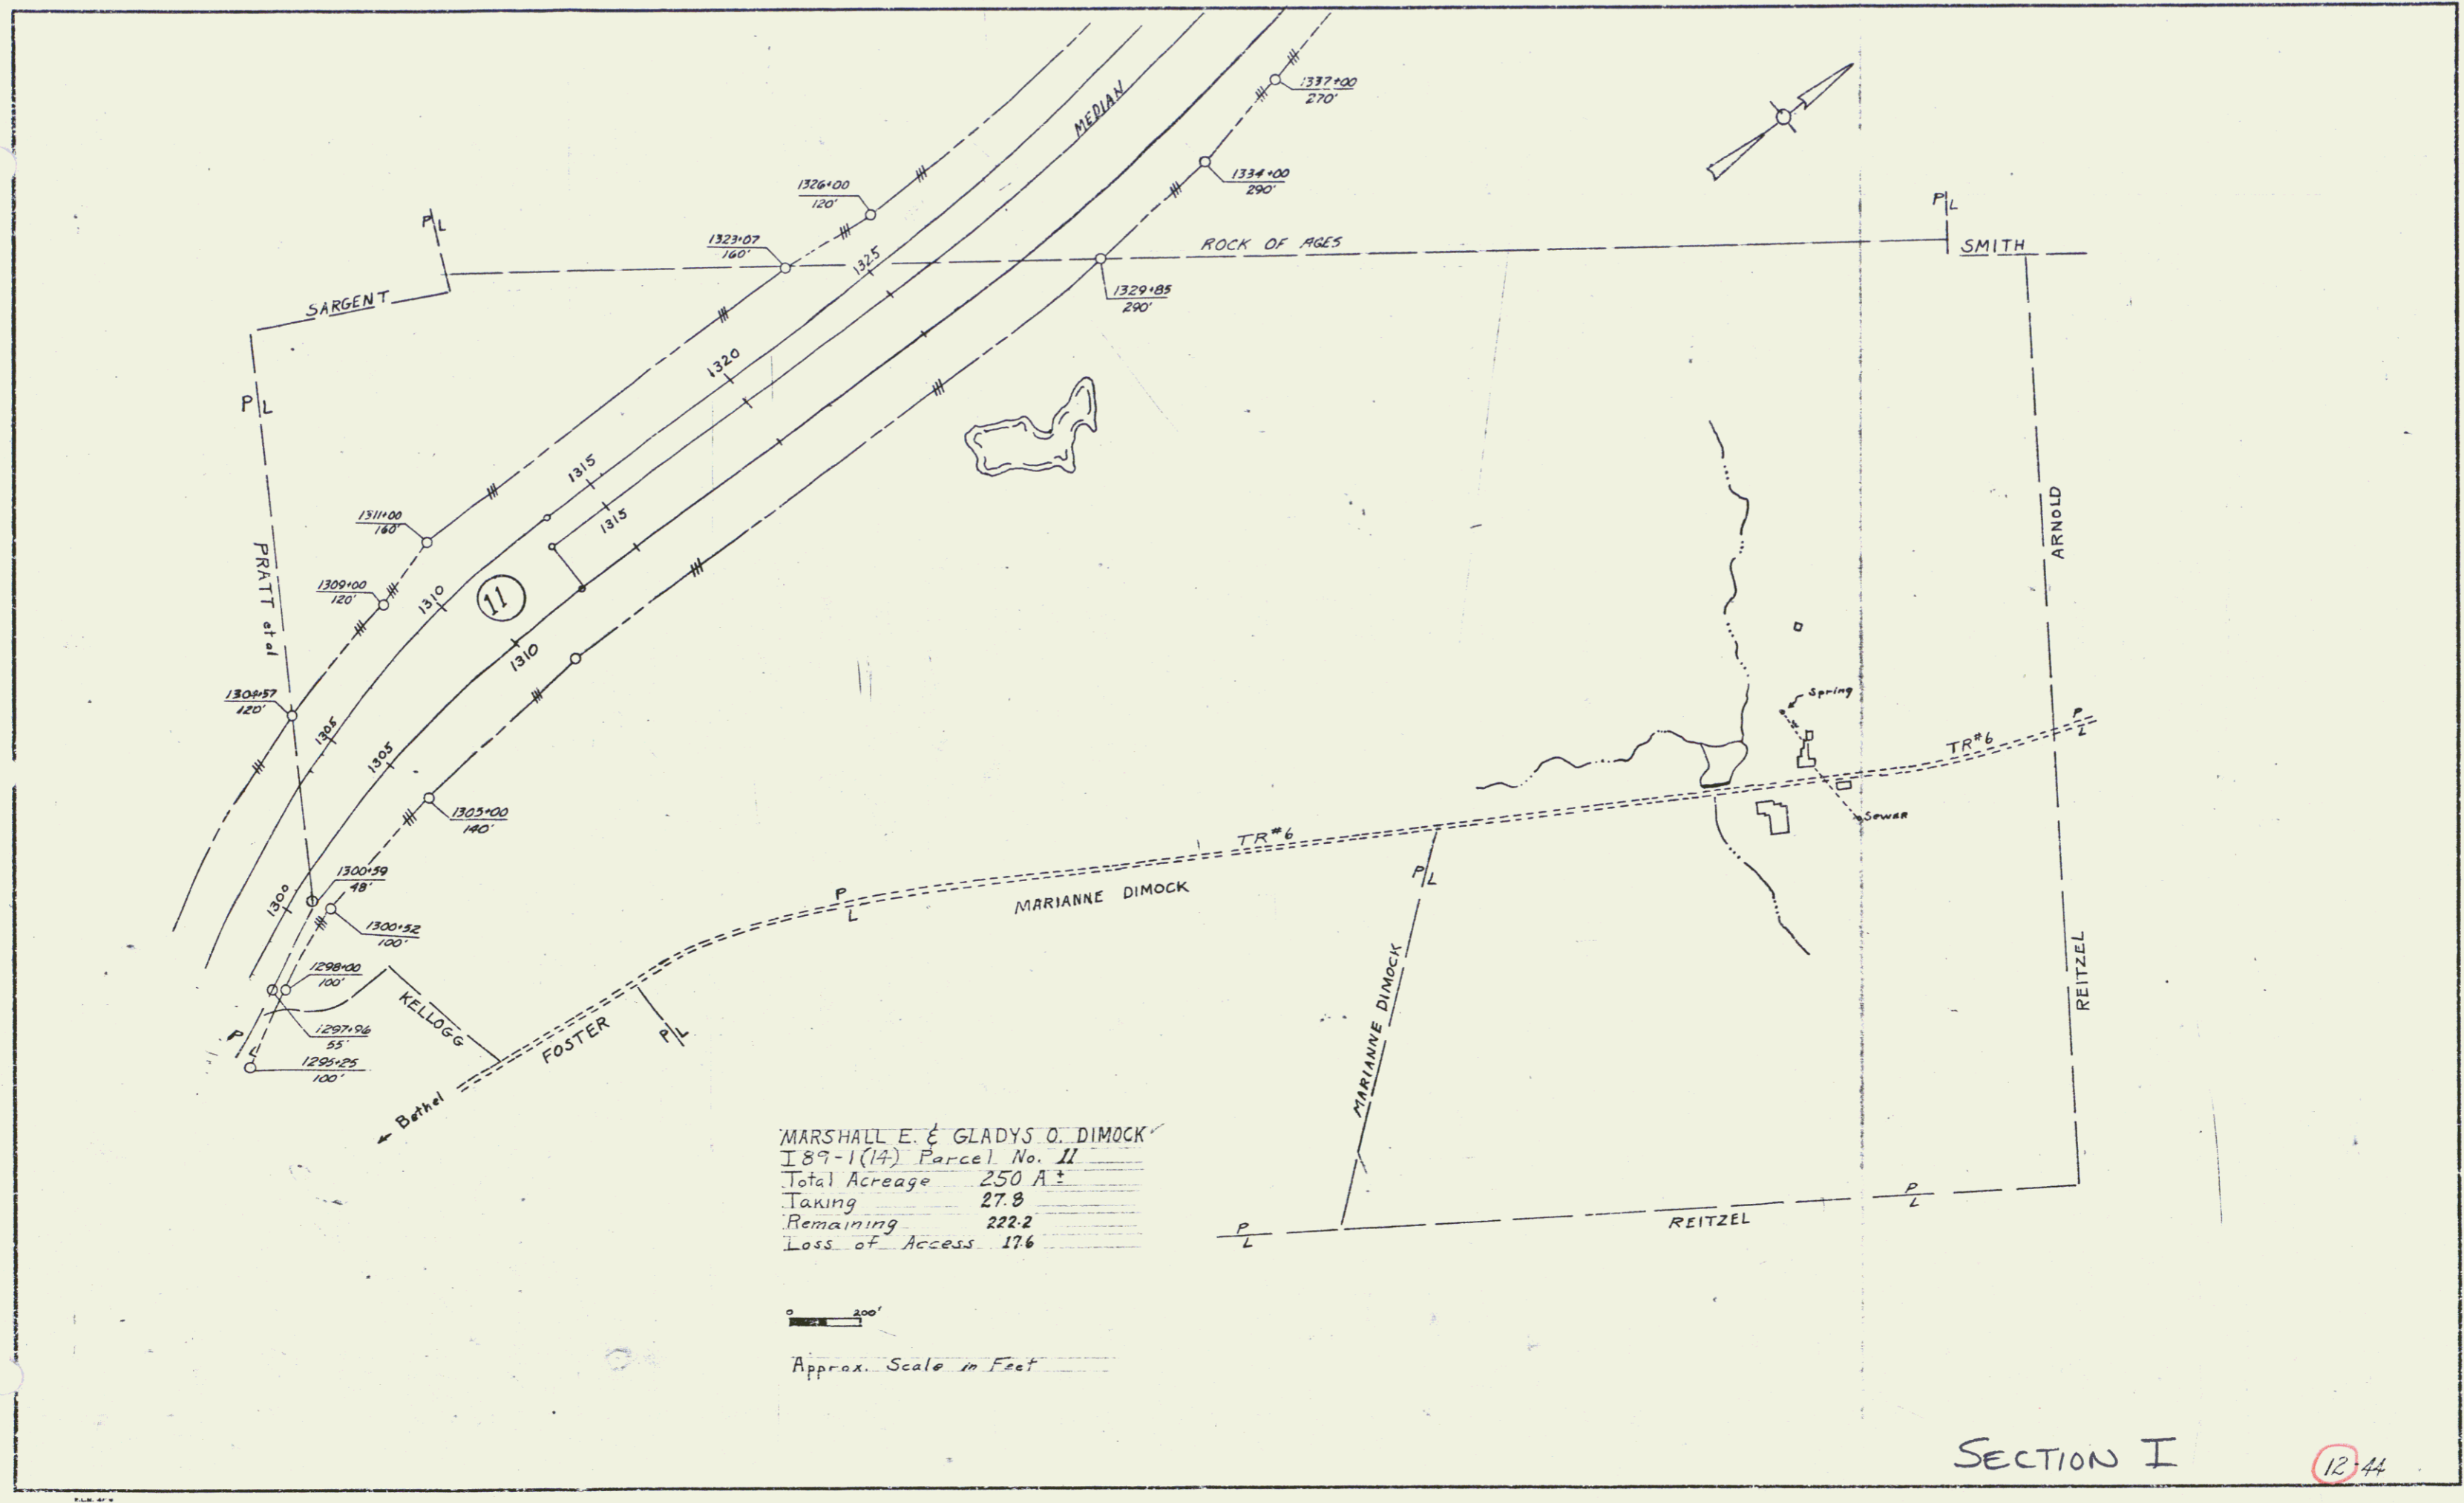 1337+00
270'
MEDIAN
1334+00
290'
1326+00
120'
P L
P L
1323+07
160'
ROCK OF AGES
SMITH
1325
1329+85
290'
SARGENT
1320
P L
1315
1315
1311+00
160'
ARNOLD
PRATT et al
1309+00
120'
1310
11
1310
1304+57
120'
Spring
1305
1305
TR#6
P
L
1305+00
140'
Sewer
TR#6
1300+59
48'
1300
P
L
MARIANNE DIMOCK
P L
1300+52
100'
1298+00
100'
KELLOGG
MARIANNE DIMOCK
REITZEL
1297+96
55'
P
L
FOSTER
P L
1295+25
100'
Bethel
MARSHALL E. & GLADYS O. DIMOCK
I 89-1(14) Parcel No. 11
Total Acreage 250 A ±
Taking 27.8
Remaining 222.2
Loss of Access 17.6
P
L
REITZEL
P
L
0 200'
Approx. Scale in Feet
SECTION I
12-44